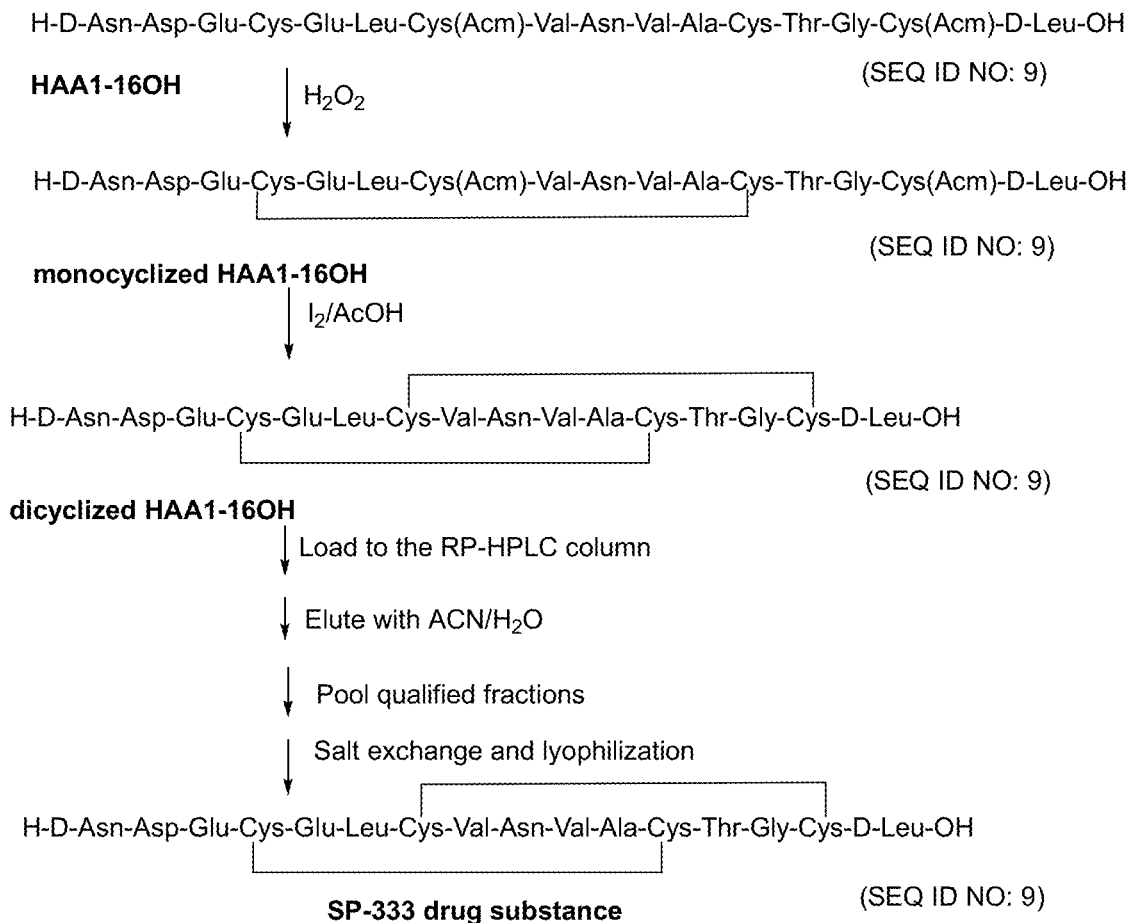 H-D-Asn-Asp-Glu-Cys-Glu-Leu-Cys(Acm)-Val-Asn-Val-Ala-Cys-Thr-Gly-Cys(Acm)-D-Leu-OH
(SEQ ID NO: 9)
HAA1-16OH
H₂O₂
H-D-Asn-Asp-Glu-Cys-Glu-Leu-Cys(Acm)-Val-Asn-Val-Ala-Cys-Thr-Gly-Cys(Acm)-D-Leu-OH
(SEQ ID NO: 9)
monocyclized HAA1-16OH
I₂/AcOH
H-D-Asn-Asp-Glu-Cys-Glu-Leu-Cys-Val-Asn-Val-Ala-Cys-Thr-Gly-Cys-D-Leu-OH
(SEQ ID NO: 9)
dicyclized HAA1-16OH
Load to the RP-HPLC column
Elute with ACN/H₂O
Pool qualified fractions
Salt exchange and lyophilization
H-D-Asn-Asp-Glu-Cys-Glu-Leu-Cys-Val-Asn-Val-Ala-Cys-Thr-Gly-Cys-D-Leu-OH
(SEQ ID NO: 9)
SP-333 drug substance